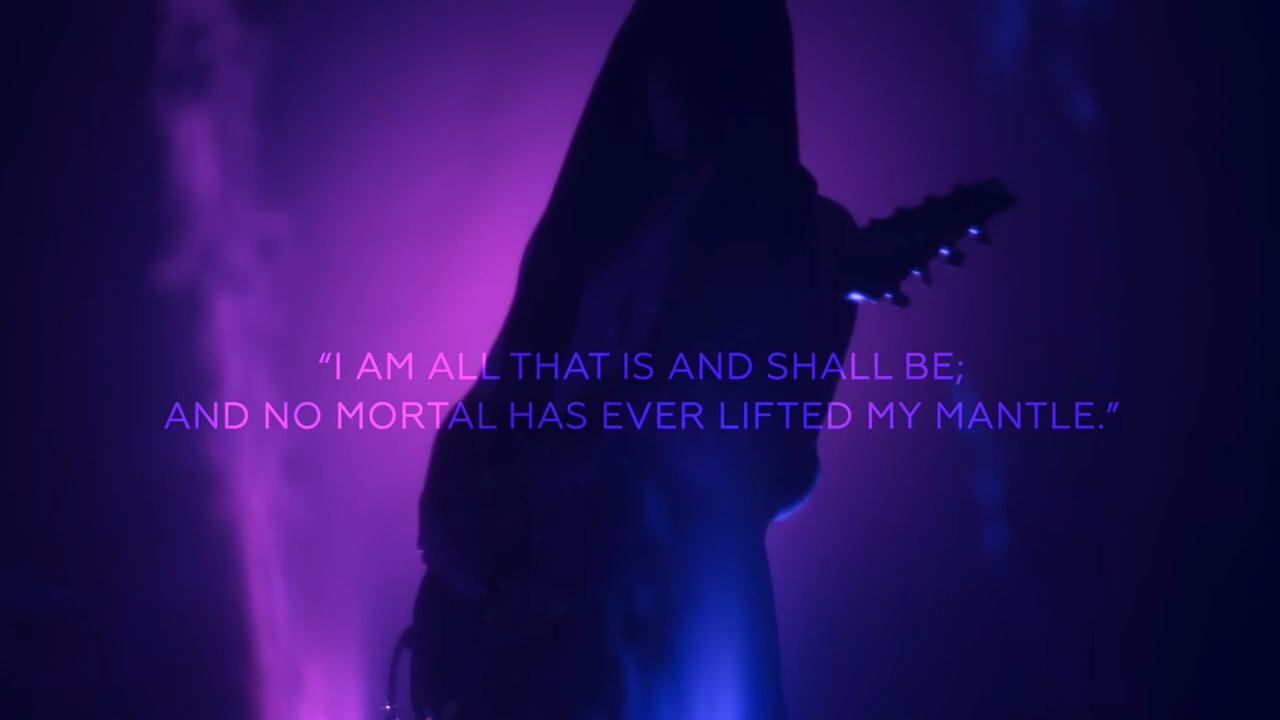 “I AM ALL THAT IS AND SHALL BE;
AND NO MORTAL HAS EVER LIFTED MY MANTLE.”